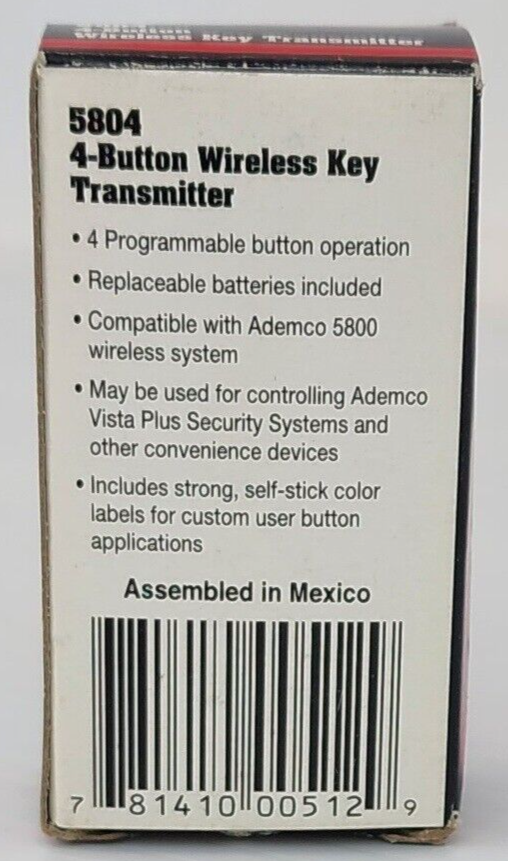 4-Button
Wireless Key Transmitter
5804
4-Button Wireless Key
Transmitter
• 4 Programmable button operation
• Replaceable batteries included
• Compatible with Ademco 5800
wireless system
• May be used for controlling Ademco
Vista Plus Security Systems and
other convenience devices
• Includes strong, self-stick color
labels for custom user button
applications
Assembled in Mexico
7 81410 00512 9